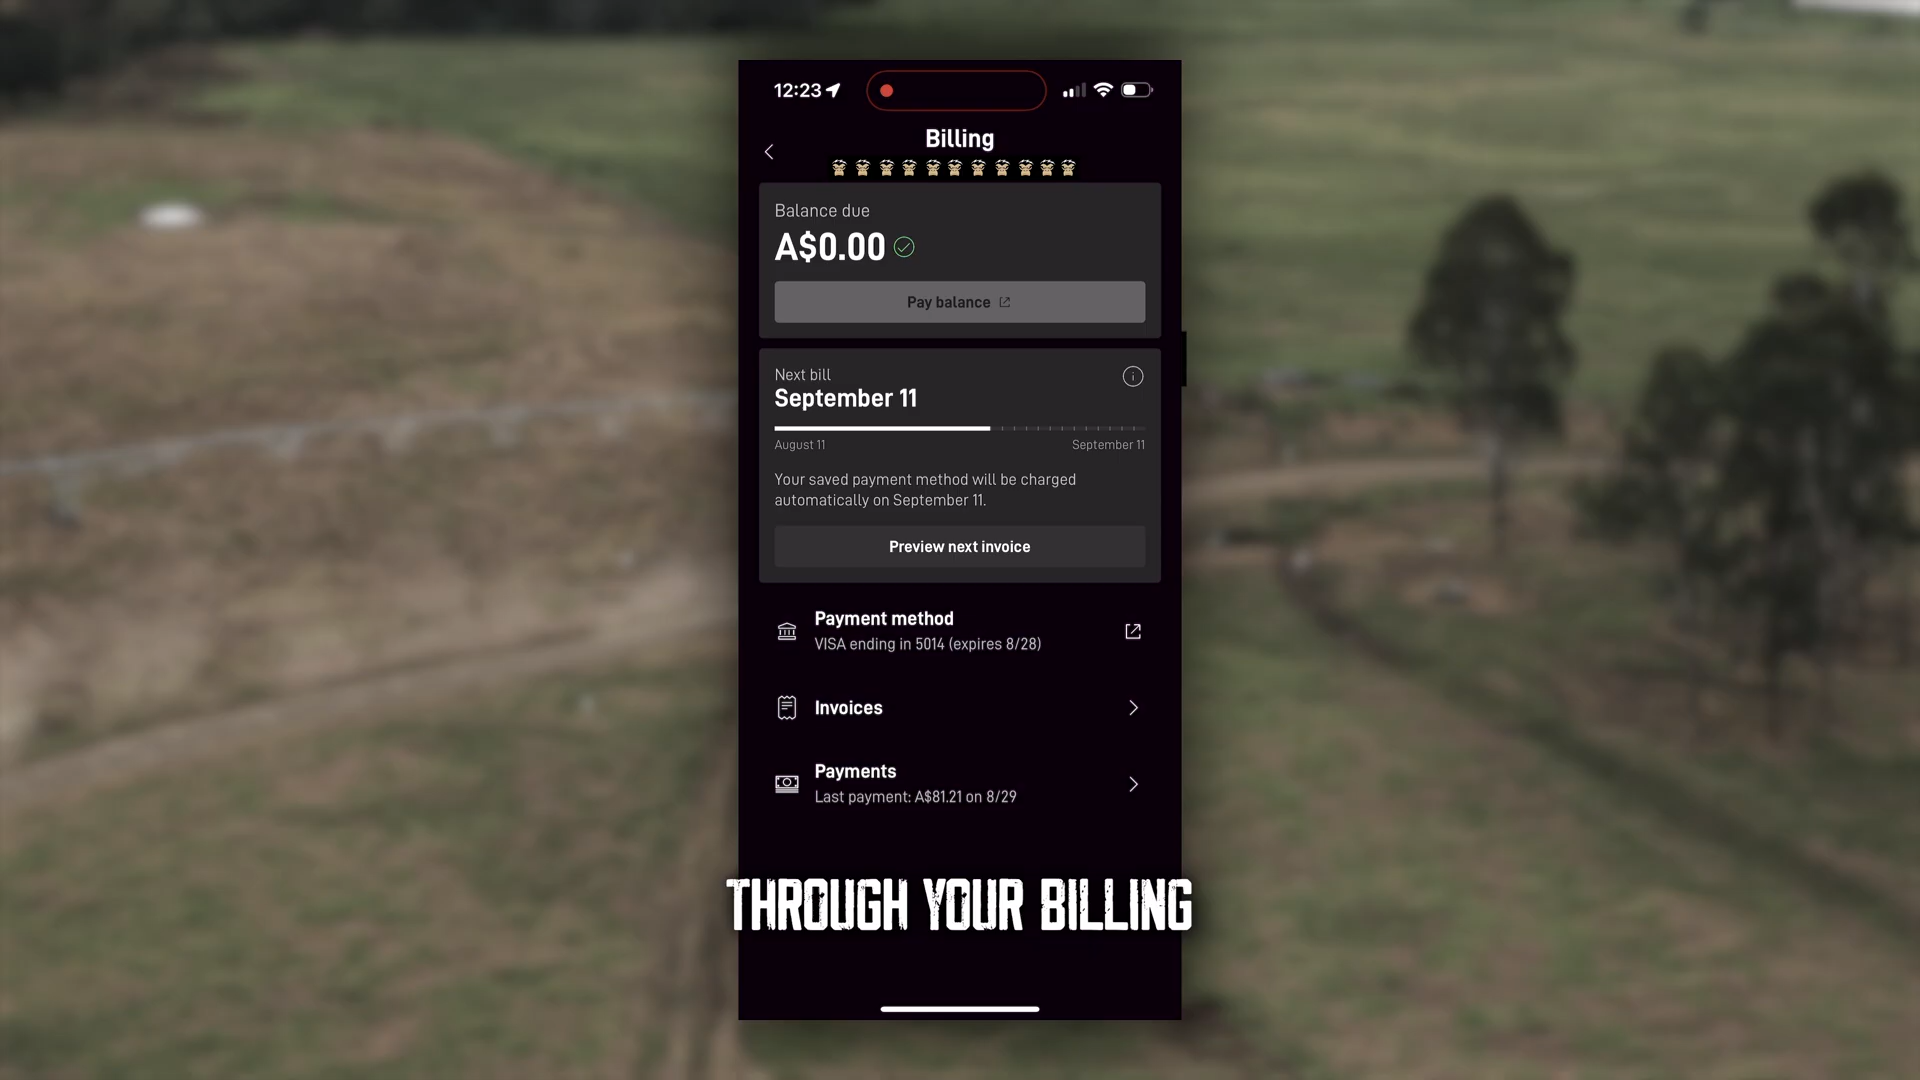 12:23
Billing
Balance due
A$0.00
Pay balance
Next bill
September 11
August 11
September 11
Your saved payment method will be charged
automatically on September 11.
Preview next invoice
Payment method
VISA ending in 5014 (expires 8/28)
Invoices
Payments
Last payment: A$81.21 on 8/29
THROUGH YOUR BILLING